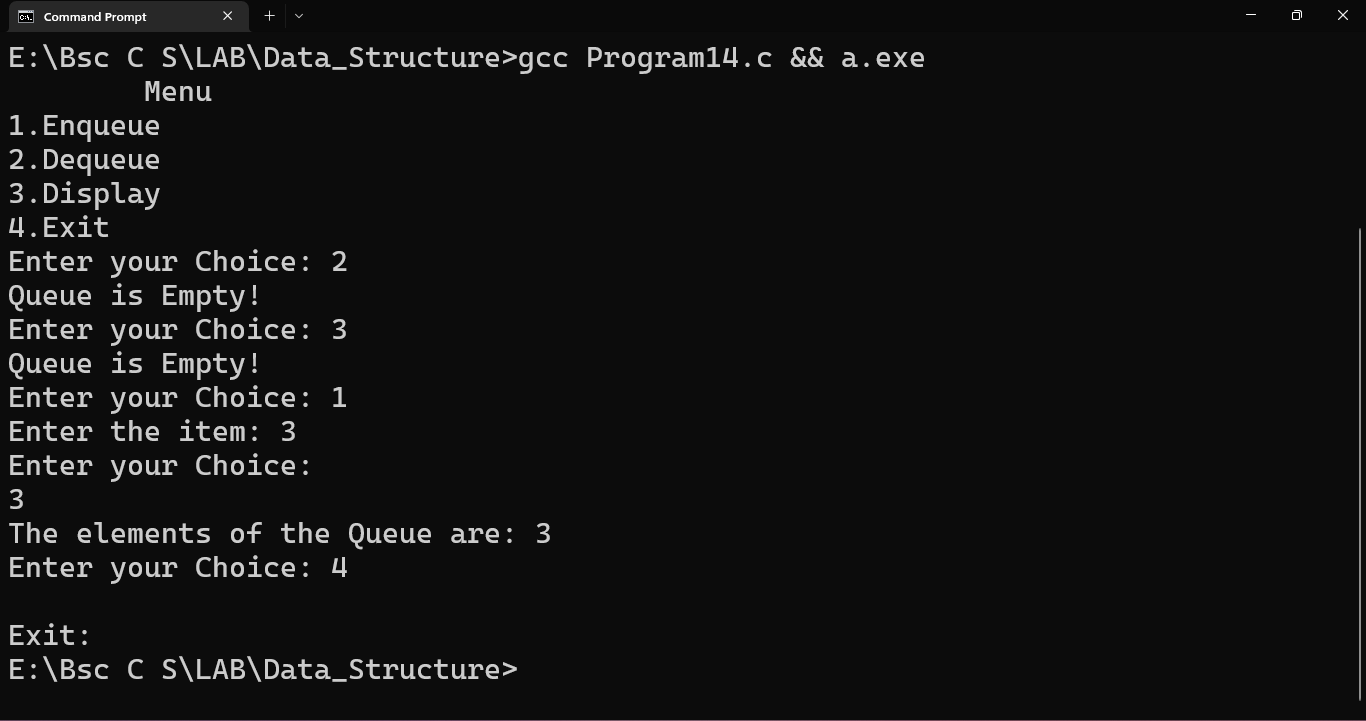 Command Prompt
E:\Bsc C S\LAB\Data_Structure>gcc Program14.c && a.exe
Menu
1.Enqueue
2.Dequeue
3.Display
4.Exit
Enter your Choice: 2
Queue is Empty!
Enter your Choice: 3
Queue is Empty!
Enter your Choice: 1
Enter the item: 3
Enter your Choice:
3
The elements of the Queue are: 3
Enter your Choice: 4
Exit:
E:\Bsc C S\LAB\Data_Structure>